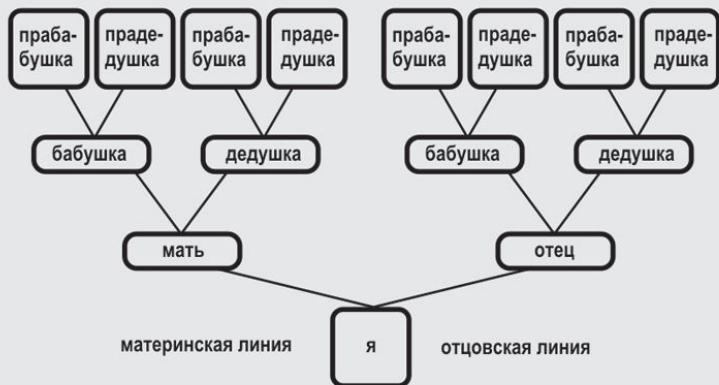 праба-
бушка
праде-
душка
праба-
бушка
праде-
душка
праба-
бушка
праде-
душка
праба-
бушка
праде-
душка
бабушка
дедушка
бабушка
дедушка
мать
отец
материнская линия
я
отцовская линия